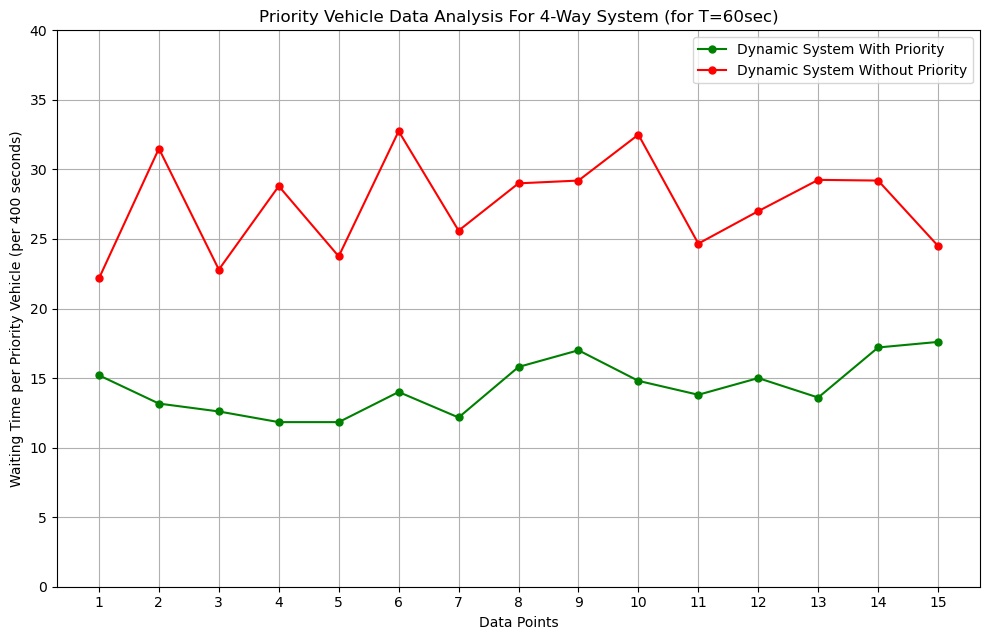 Priority Vehicle Data Analysis For 4-Way System (for T=60sec)
Dynamic System With Priority
Dynamic System Without Priority
Waiting Time per Priority Vehicle (per 400 seconds)
40
35
30
25
20
15
10
5
0
1 2 3 4 5 6 7 8 9 10 11 12 13 14 15
Data Points